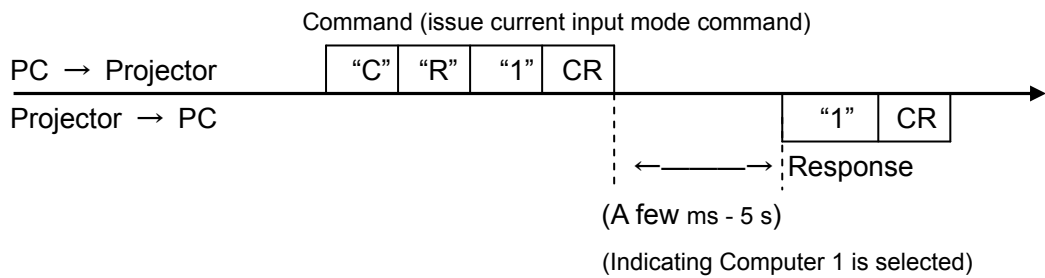 Command (issue current input mode command)
PC → Projector “C” “R” “1” CR
Projector → PC “1” CR
←———→ Response
(A few ms - 5 s)
(Indicating Computer 1 is selected)